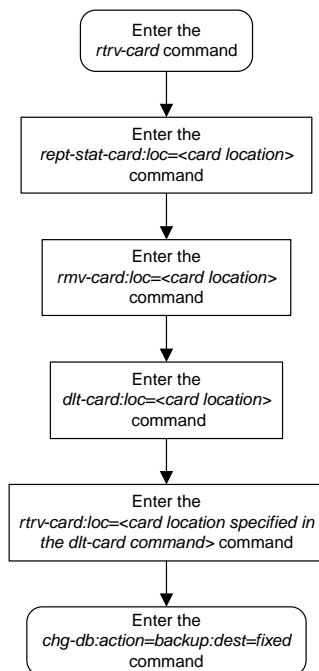 Enter the
rtrv-card command
Enter the
rept-stat-card:loc=<card location>
command
Enter the
rmv-card:loc=<card location>
command
Enter the
dlt-card:loc=<card location>
command
Enter the
rtrv-card:loc=<card location specified in
the dlt-card command> command
Enter the
chg-db:action=backup:dest=fixed
command